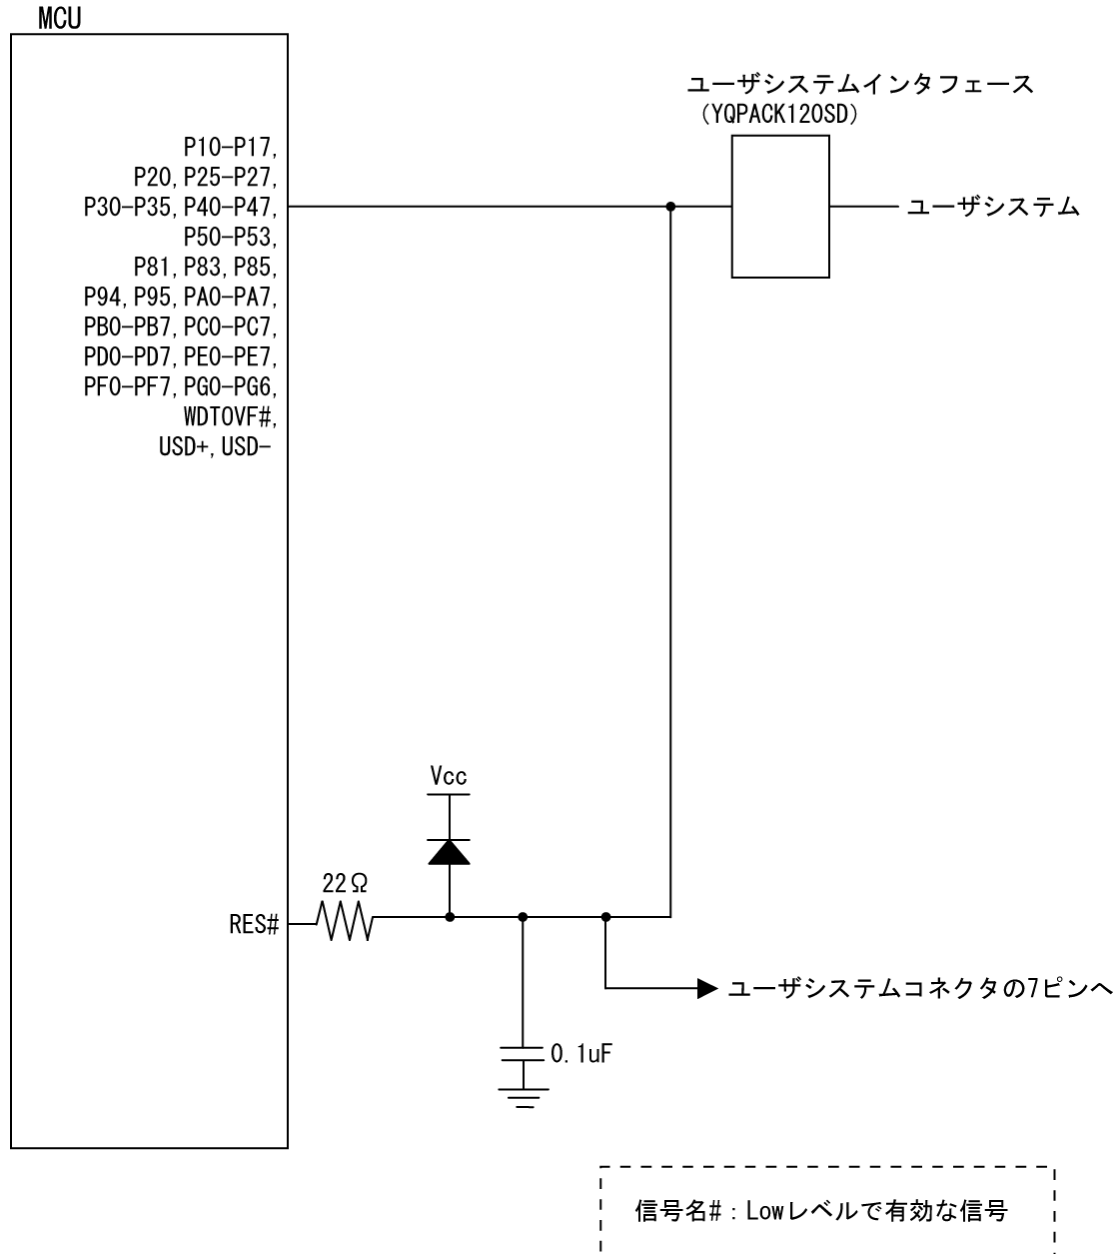 MCU
ユーザシステムインタフェース
(YQPACK120SD)
P10-P17,
P20, P25-P27,
P30-P35, P40-P47,
P50-P53,
P81, P83, P85,
P94, P95, PA0-PA7,
PB0-PB7, PC0-PC7,
PD0-PD7, PE0-PE7,
PF0-PF7, PG0-PG6,
WDTOVF#,
USD+, USD-
ユーザシステム
Vcc
22Ω
RES#
ユーザシステムコネクタの7ピンへ
0.1uF
信号名#：Lowレベルで有効な信号